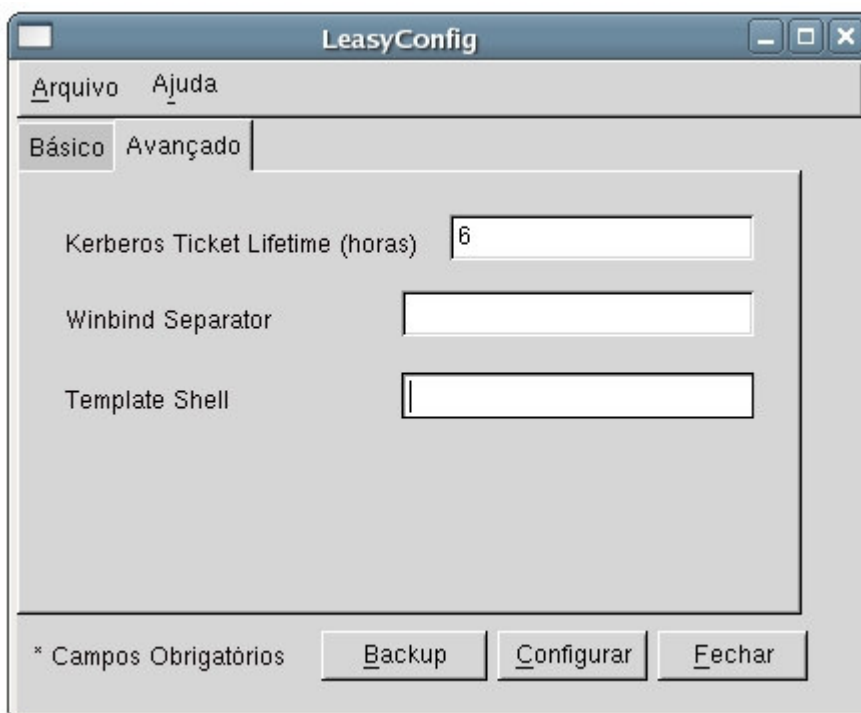 LeasyConfig
Arquivo Ajuda
Básico Avançado
Kerberos Ticket Lifetime (horas) 6
Winbind Separator
Template Shell
* Campos Obrigatórios Backup Configurar Fechar